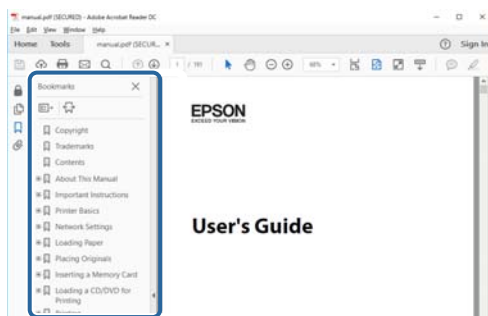 manual.pdf (SECURED) - Adobe Acrobat Reader DC
File Edit View Window Help
Home Tools manual.pdf (SECUR... ×
Sign In
1 / 191
Bookmarks
Copyright
Trademarks
Contents
About This Manual
Important Instructions
Printer Basics
Network Settings
Loading Paper
Placing Originals
Inserting a Memory Card
Loading a CD/DVD for
Printing
EPSON
EXCEED YOUR VISION
User's Guide